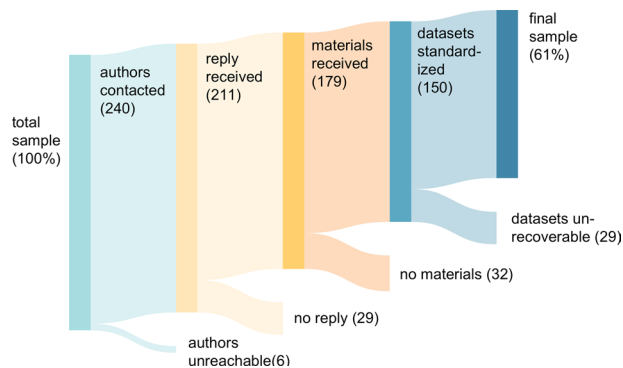 total
sample
(100%)
authors
contacted
(240)
authors
unreachable(6)
reply
received
(211)
no reply (29)
materials
received
(179)
no materials (32)
datasets
standard-
ized
(150)
datasets un-
recoverable (29)
final
sample
(61%)